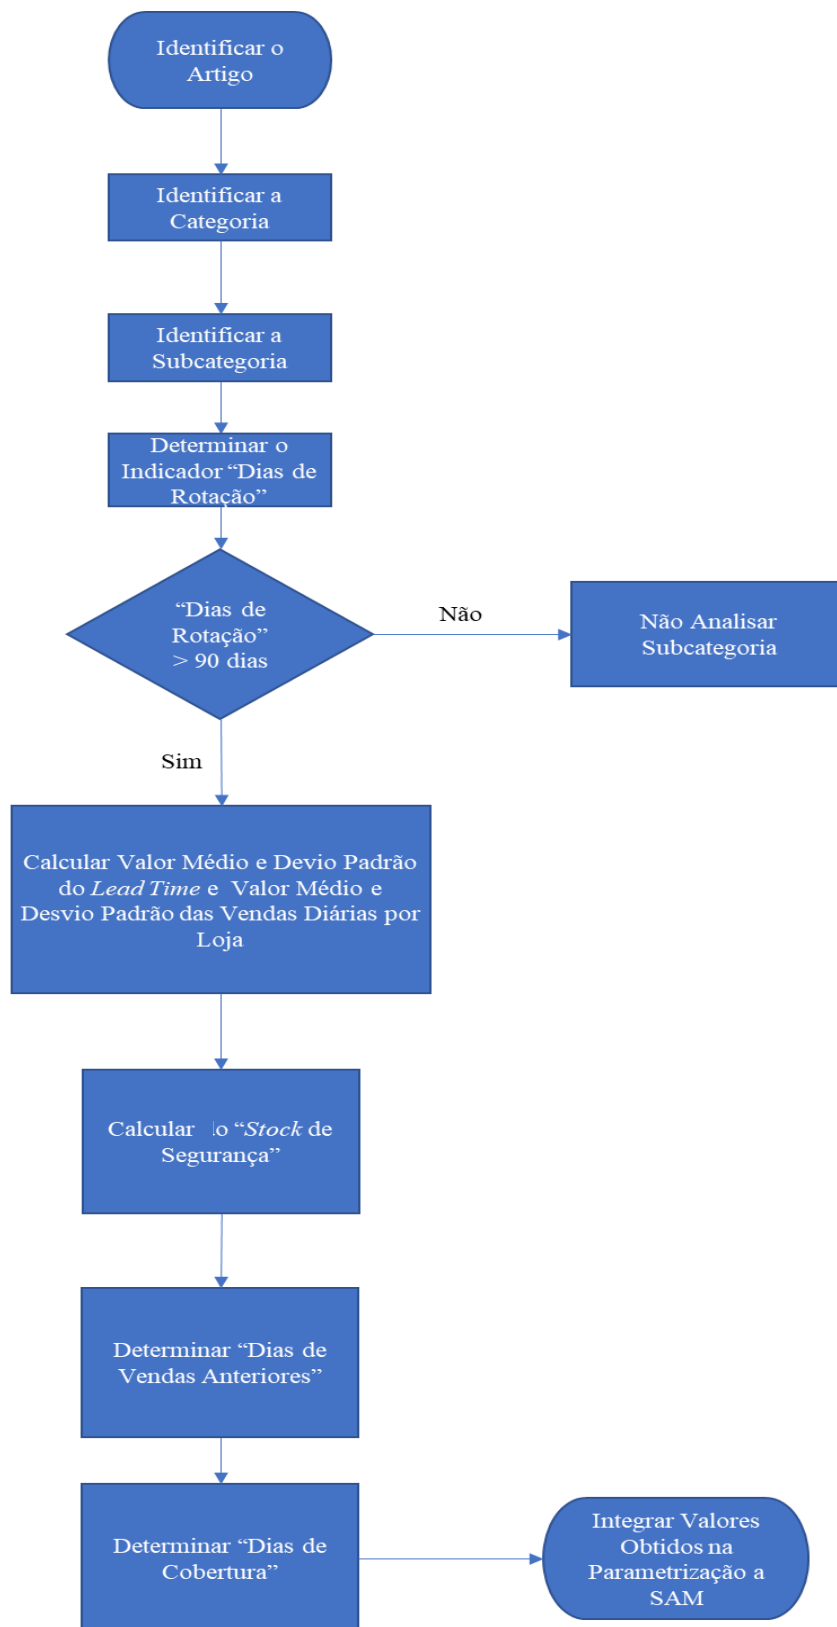 Identificar o
Artigo
Identificar a
Categoria
Identificar a
Subcategoria
Determinar o
Indicador “Dias de
Rotação”
“Dias de
Rotação”
> 90 dias
Não
Não Analisar
Subcategoria
Sim
Calcular Valor Médio e Devio Padrão
do Lead Time e Valor Médio e
Desvio Padrão das Vendas Diárias por
Loja
Calcular “Stock” de
Segurança”
Determinar “Dias de
Vendas Anteriores”
Determinar “Dias de
Cobertura”
Integrar Valores
Obtidos na
Parametrização a
SAM